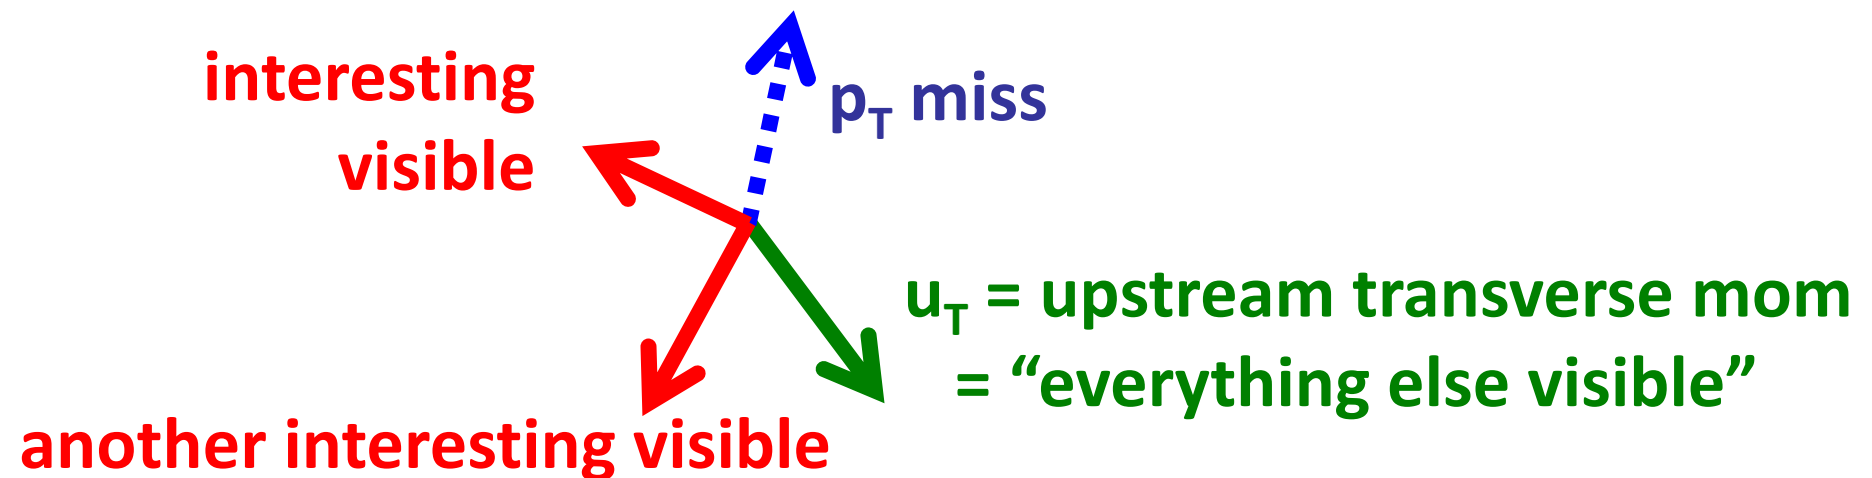 interesting
visible
pT miss
uT = upstream transverse mom
= “everything else visible”
another interesting visible